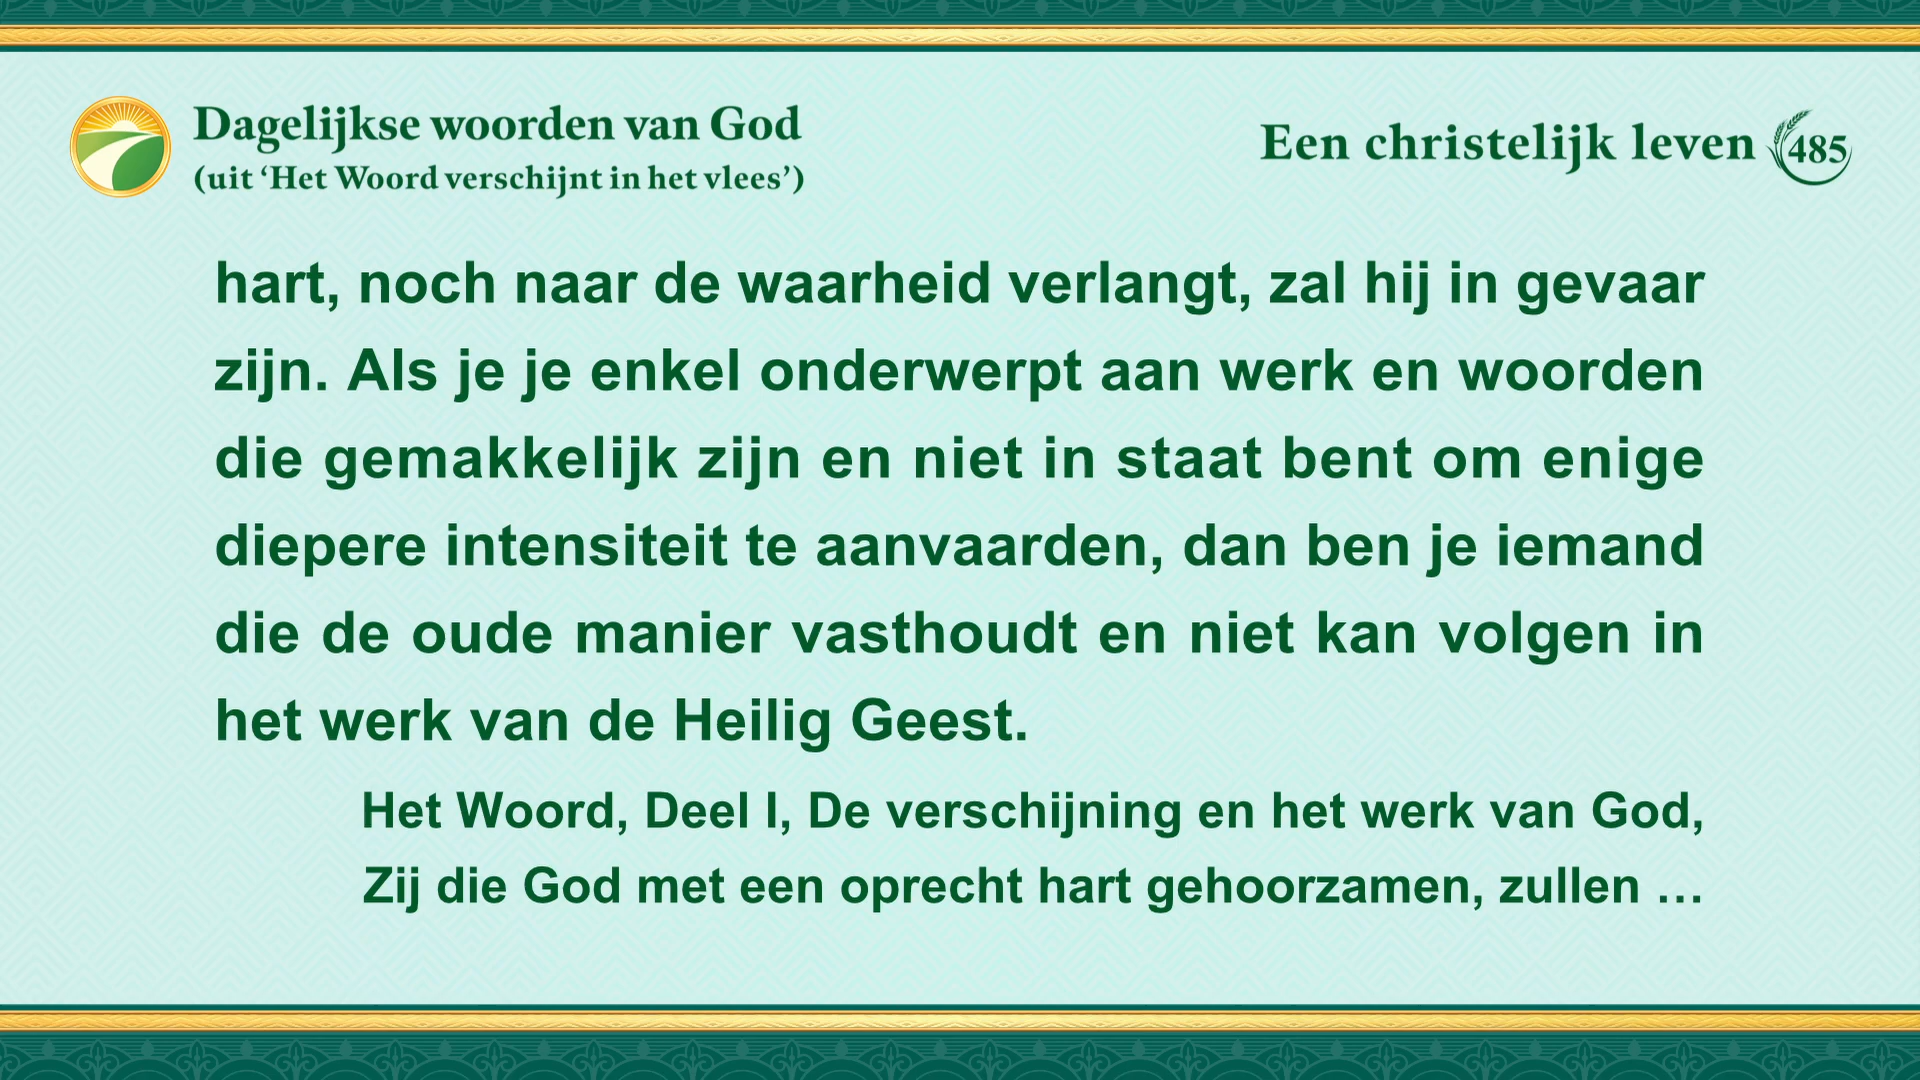 Dagelijkse woorden van God
(uit ‘Het Woord verschijnt in het vlees’)
Een christelijk leven 485
hart, noch naar de waarheid verlangt, zal hij in gevaar
zijn. Als je je enkel onderwerpt aan werk en woorden
die gemakkelijk zijn en niet in staat bent om enige
diepere intensiteit te aanvaarden, dan ben je iemand
die de oude manier vasthoudt en niet kan volgen in
het werk van de Heilig Geest.
Het Woord, Deel I, De verschijning en het werk van God,
Zij die God met een oprecht hart gehoorzamen, zullen …